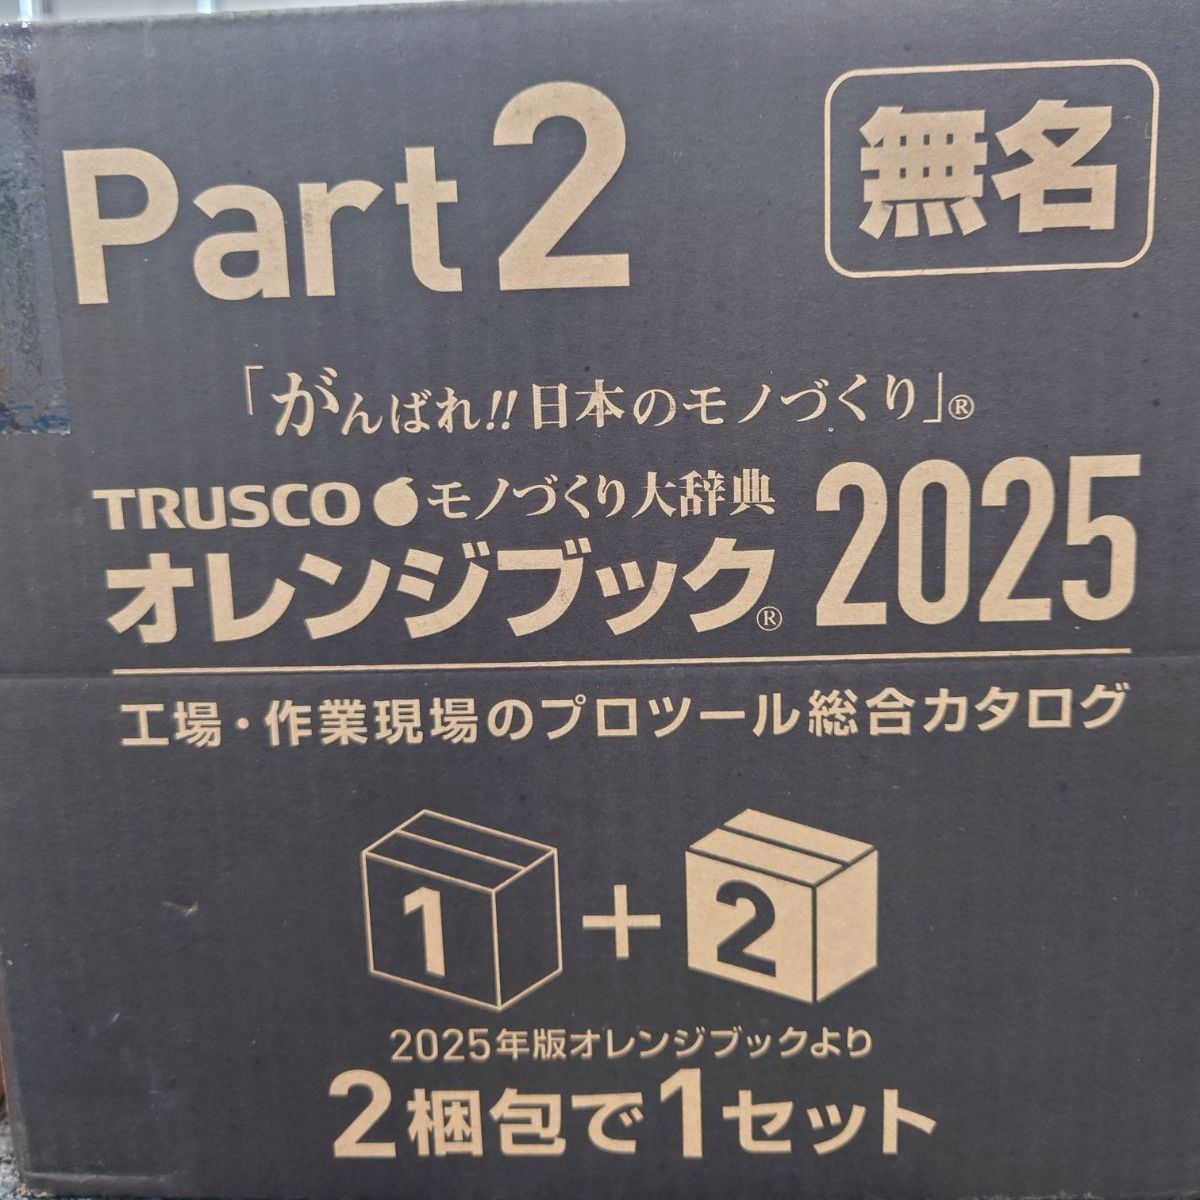 Part2
無名
「がんばれ!!日本のモノづくり」®
TRUSCO モノづくり大辞典
オレンジブック® 2025
工場・作業現場のプロツール総合カタログ
1 + 2
2025年版オレンジブックより
2梱包で1セット